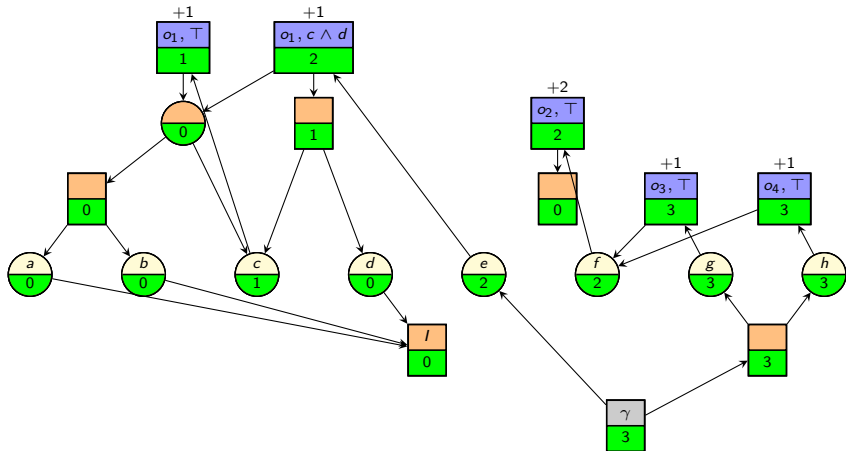 +1 +1
o₁, ⊤ o₁, c ∧ d
1 2
+2
o₂, ⊤
0 1 2
+1 +1
o₃, ⊤ o₄, ⊤
0 0 3 3
a b c d e f g h
0 0 1 0 2 2 3 3
I
0 3
γ
3